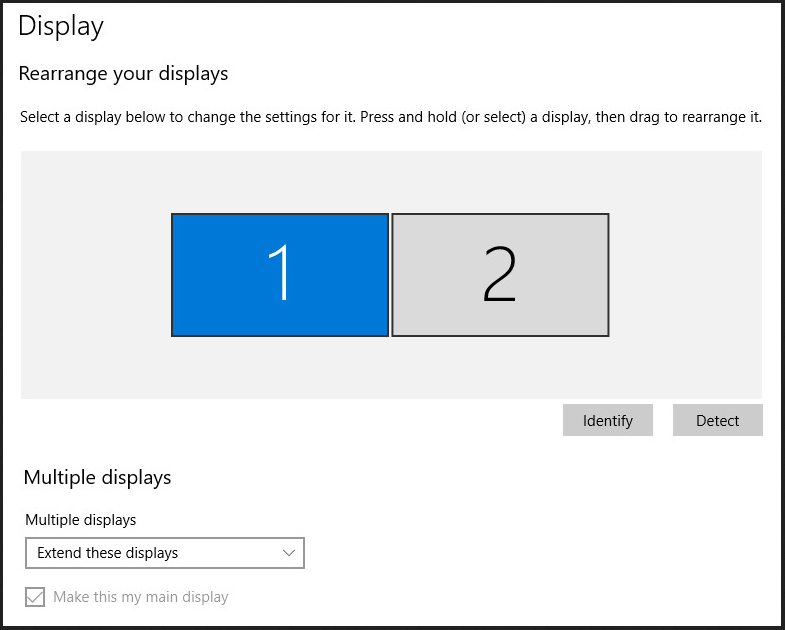 Display
Rearrange your displays
Select a display below to change the settings for it. Press and hold (or select) a display, then drag to rearrange it.
1
2
Identify
Detect
Multiple displays
Multiple displays
Extend these displays
Make this my main display